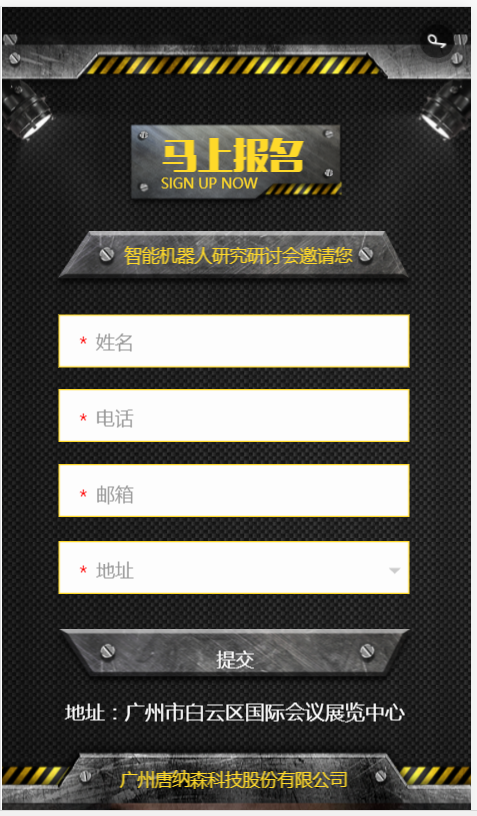 马上报名
SIGN UP NOW
智能机器人研究研讨会邀请您
* 姓名
* 电话
* 邮箱
* 地址
提交
地址：广州市白云区国际会议展览中心
广州唐纳森科技股份有限公司